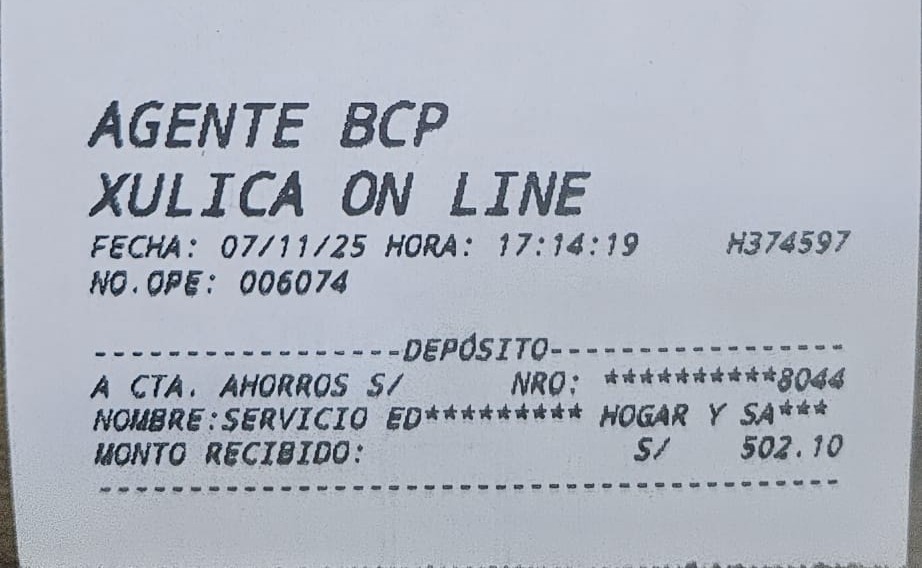 AGENTE BCP
XULICA ON LINE
FECHA: 07/11/25 HORA: 17:14:19 H374597
NO.OPE: 006074
-----------------DEPÓSITO----------------
A CTA. AHORROS S/ NRO: **********8044
NOMBRE:SERVICIO ED********* HOGAR Y SA***
MONTO RECIBIDO: S/ 502.10
-----------------------------------------